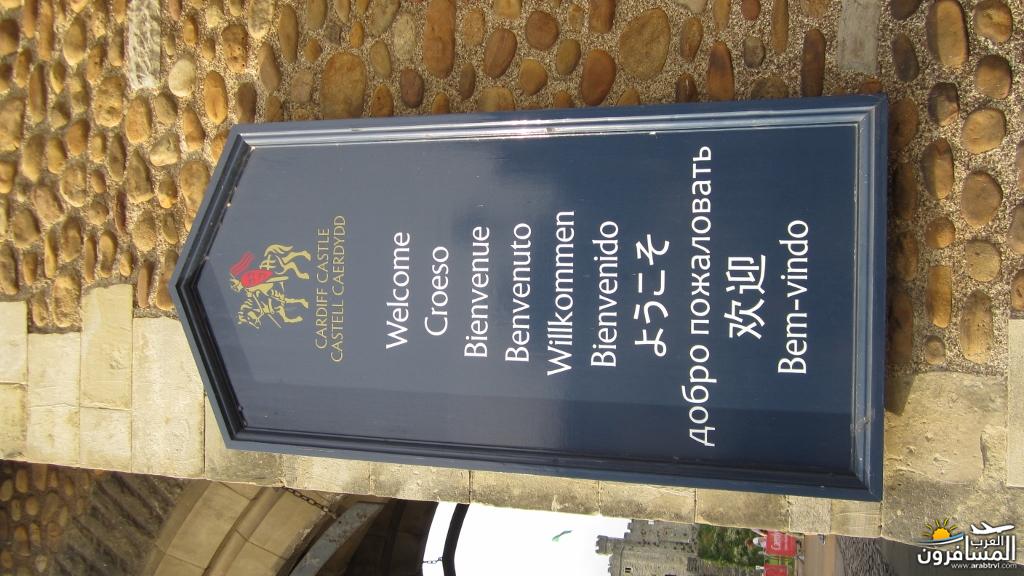 CARDIFF CASTLE
CASTELL CAERDYDD
Welcome
Croeso
Bienvenue
Benvenuto
Willkommen
Bienvenido
ようこそ
добро пожаловать
欢迎
Bem-vindo
العرب
المسافرون
www.arabtrvl.com